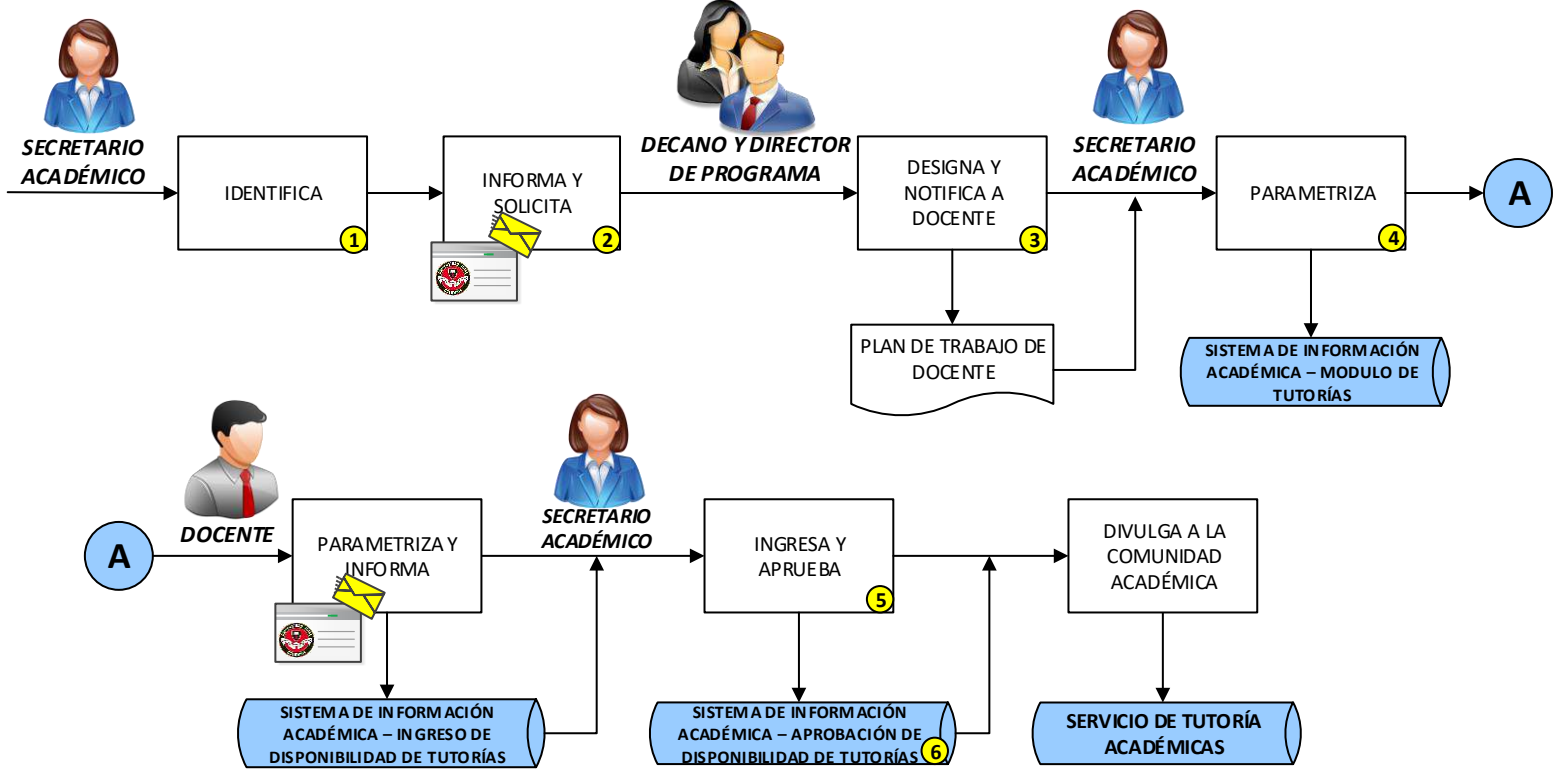 SECRETARIO
ACADÉMICO
IDENTIFICA
1
INFORMA Y
SOLICITA
2
DECANO Y DIRECTOR
DE PROGRAMA
DESIGNA Y
NOTIFICA A
DOCENTE
3
PLAN DE TRABAJO DE
DOCENTE
SECRETARIO
ACADÉMICO
PARAMETRIZA
4
SISTEMA DE INFORMACIÓN
ACADÉMICA – MODULO DE
TUTORÍAS
A
A
DOCENTE
PARAMETRIZA Y
INFORMA
SISTEMA DE INFORMACIÓN
ACADÉMICA – INGRESO DE
DISPONIBILIDAD DE TUTORÍAS
SECRETARIO
ACADÉMICO
INGRESA Y
APRUEBA
5
SISTEMA DE INFORMACIÓN
ACADÉMICA – APROBACIÓN DE
DISPONIBILIDAD DE TUTORÍAS
6
DIVULGA A LA
COMUNIDAD
ACADÉMICA
SERVICIO DE TUTORÍA
ACADÉMICAS